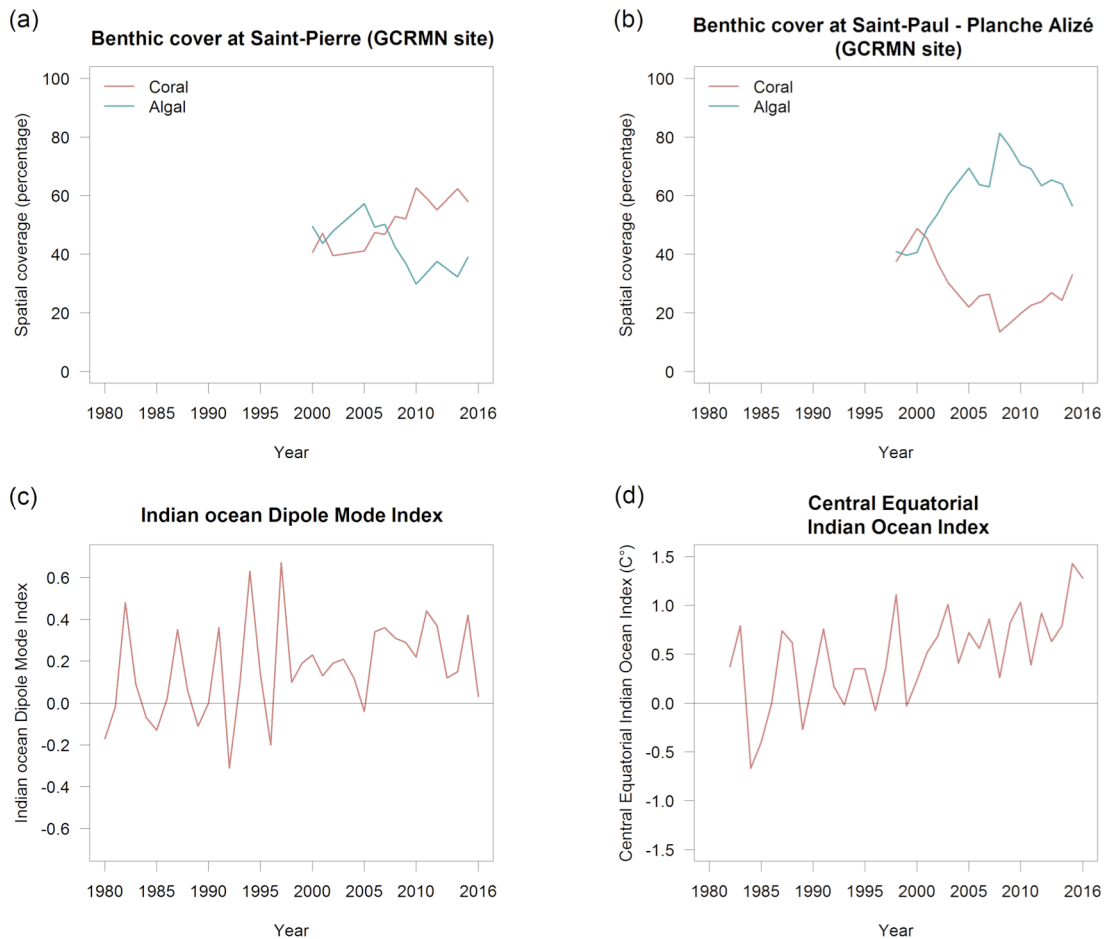 (a)
Benthic cover at Saint-Pierre (GCRMN site)
Spatial coverage (percentage)
100
80
60
40
20
0
Coral
Algal
1980 1985 1990 1995 2000 2005 2010 2016
Year
(b)
Benthic cover at Saint-Paul - Planche Alizé
(GCRMN site)
Spatial coverage (percentage)
100
80
60
40
20
0
Coral
Algal
1980 1985 1990 1995 2000 2005 2010 2016
Year
(c)
Indian ocean Dipole Mode Index
Indian ocean Dipole Mode Index
0.6
0.4
0.2
0.0
-0.2
-0.4
-0.6
1980 1985 1990 1995 2000 2005 2010 2016
Year
(d)
Central Equatorial
Indian Ocean Index
Central Equatorial Indian Ocean Index (C°)
1.5
1.0
0.5
0.0
-0.5
-1.0
-1.5
1980 1985 1990 1995 2000 2005 2010 2016
Year